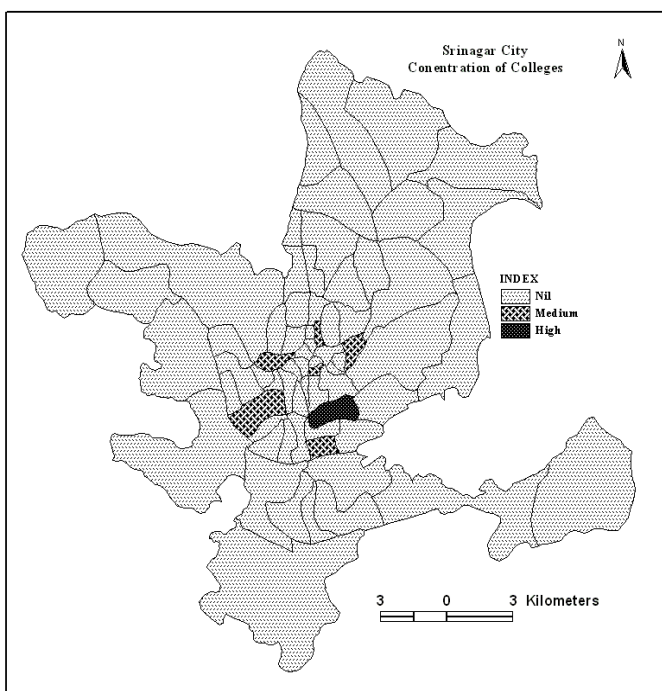 Srinagar City
Conentration of Colleges
N
INDEX
Nil
Medium
High
3 0 3 Kilometers